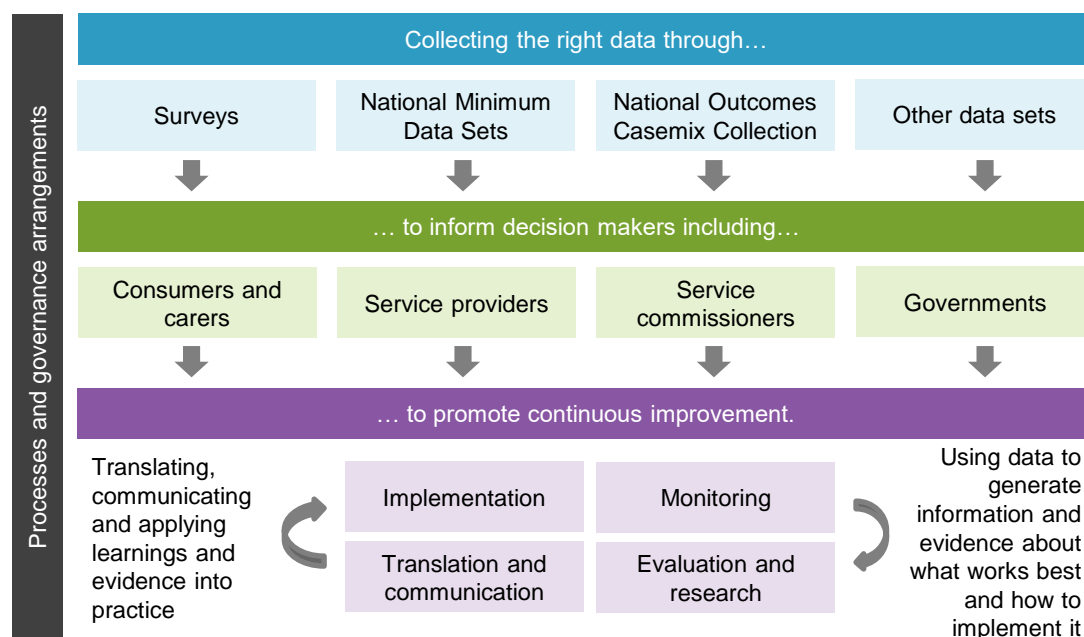 Processes and governance arrangements
Collecting the right data through…
Surveys
National Minimum
Data Sets
National Outcomes
Casemix Collection
Other data sets
… to inform decision makers including…
Consumers and
carers
Service providers
Service
commissioners
Governments
… to promote continuous improvement.
Translating,
communicating
and applying
learnings and
evidence into
practice
Implementation
Monitoring
Translation and
communication
Evaluation and
research
Using data to
generate
information and
evidence about
what works best
and how to
implement it